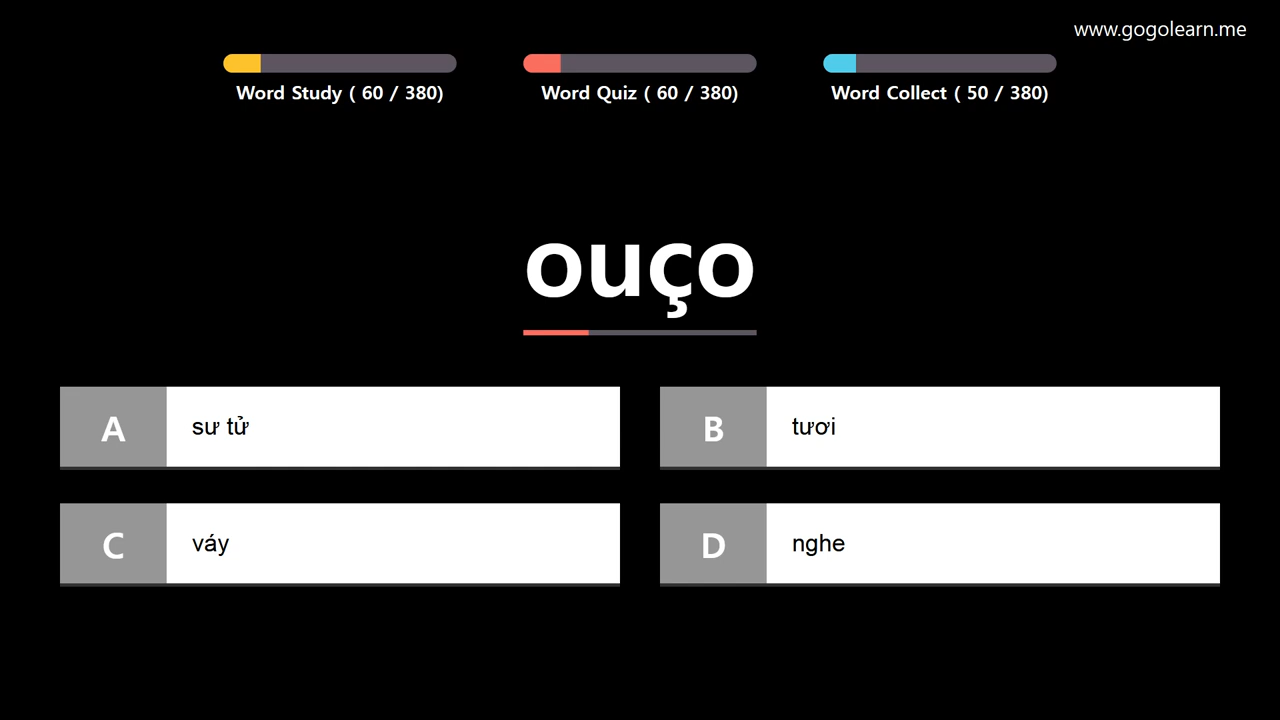 www.gogolearn.me
Word Study ( 60 / 380)
Word Quiz ( 60 / 380)
Word Collect ( 50 / 380)
ouço
A sư tử
B tươi
C váy
D nghe